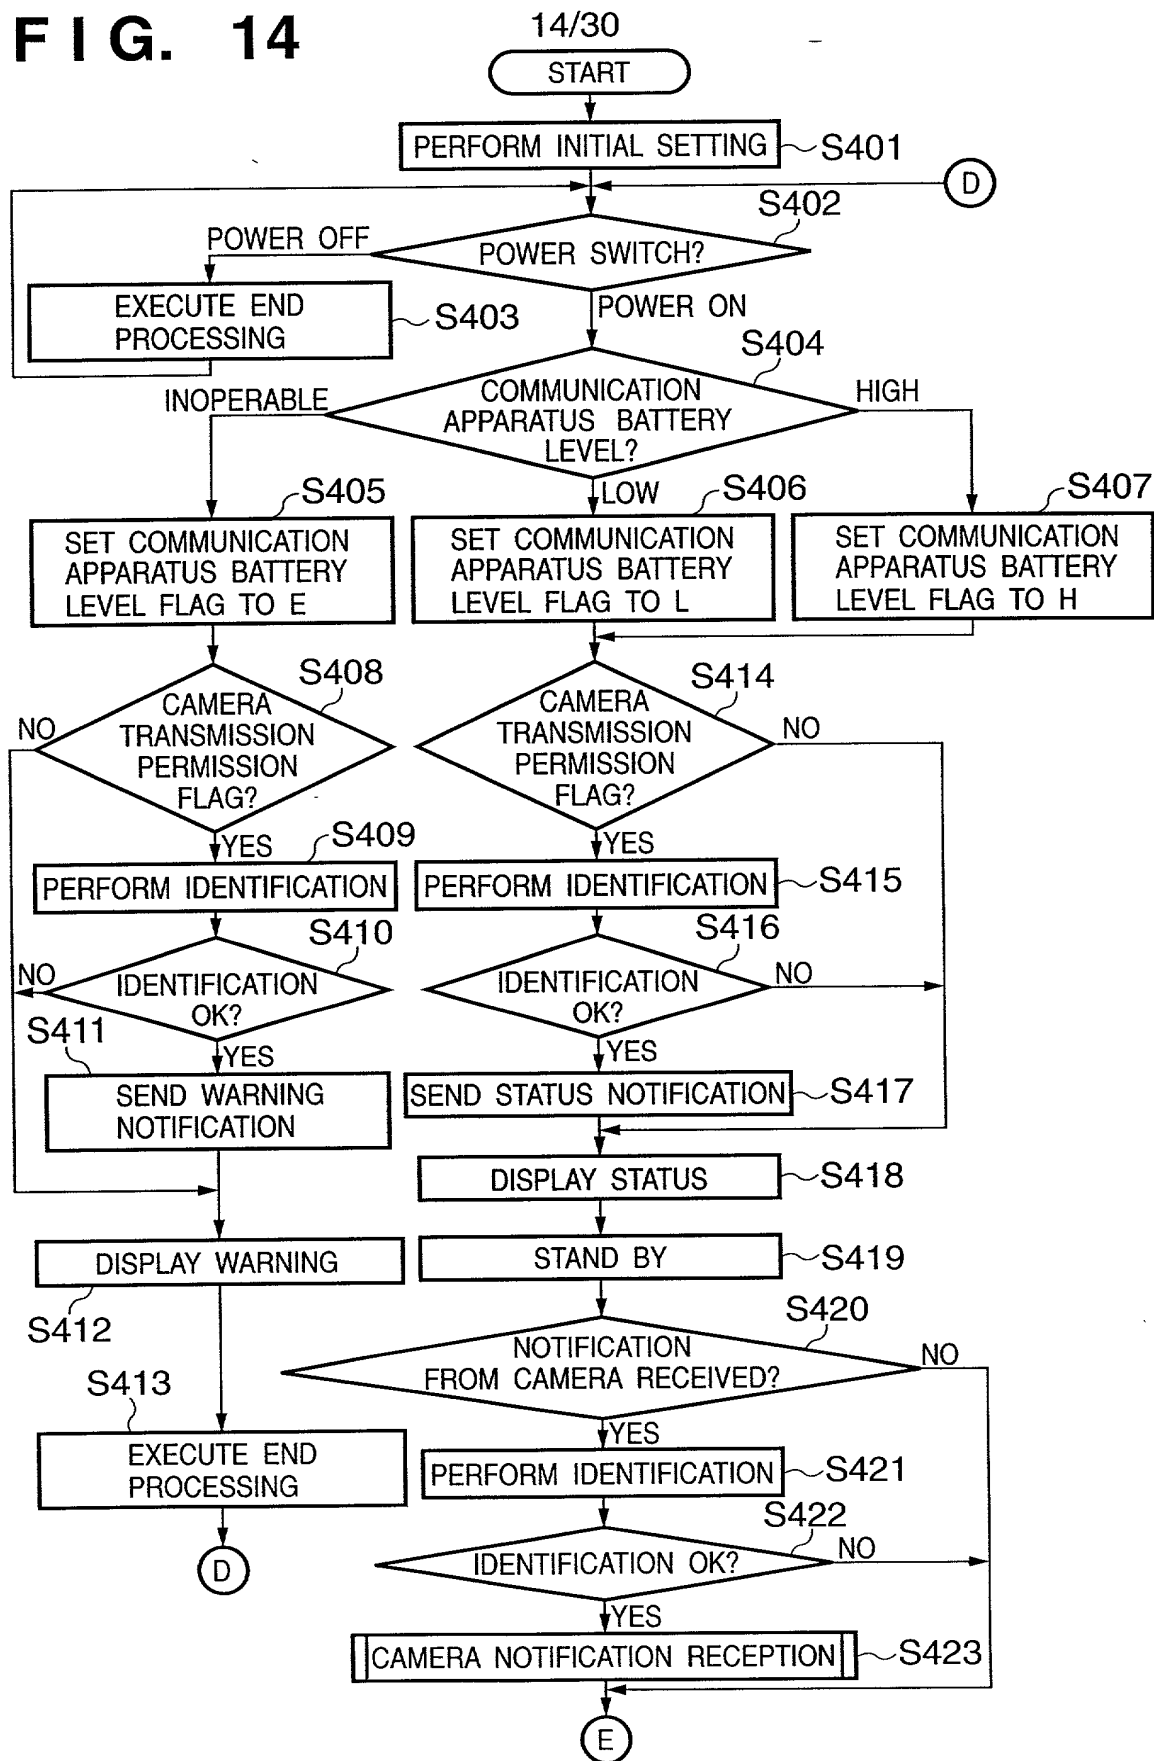 FIG. 14
14/30
START
PERFORM INITIAL SETTING
S401
D
S402
POWER OFF
POWER SWITCH?
EXECUTE END
PROCESSING
S403
POWER ON
S404
INOPERABLE
COMMUNICATION
APPARATUS BATTERY
LEVEL?
HIGH
LOW
S405
S406
S407
SET COMMUNICATION
APPARATUS BATTERY
LEVEL FLAG TO E
SET COMMUNICATION
APPARATUS BATTERY
LEVEL FLAG TO L
SET COMMUNICATION
APPARATUS BATTERY
LEVEL FLAG TO H
S408
S414
NO
CAMERA
TRANSMISSION
PERMISSION
FLAG?
CAMERA
TRANSMISSION
PERMISSION
FLAG?
NO
YES
S409
YES
PERFORM IDENTIFICATION
PERFORM IDENTIFICATION
S415
S410
S416
NO
IDENTIFICATION
OK?
IDENTIFICATION
OK?
NO
S411
YES
YES
SEND WARNING
NOTIFICATION
SEND STATUS NOTIFICATION
S417
DISPLAY STATUS
S418
DISPLAY WARNING
S412
STAND BY
S419
S420
NOTIFICATION
FROM CAMERA RECEIVED?
NO
S413
YES
EXECUTE END
PROCESSING
PERFORM IDENTIFICATION
S421
S422
D
IDENTIFICATION OK?
NO
YES
CAMERA NOTIFICATION RECEPTION
S423
E